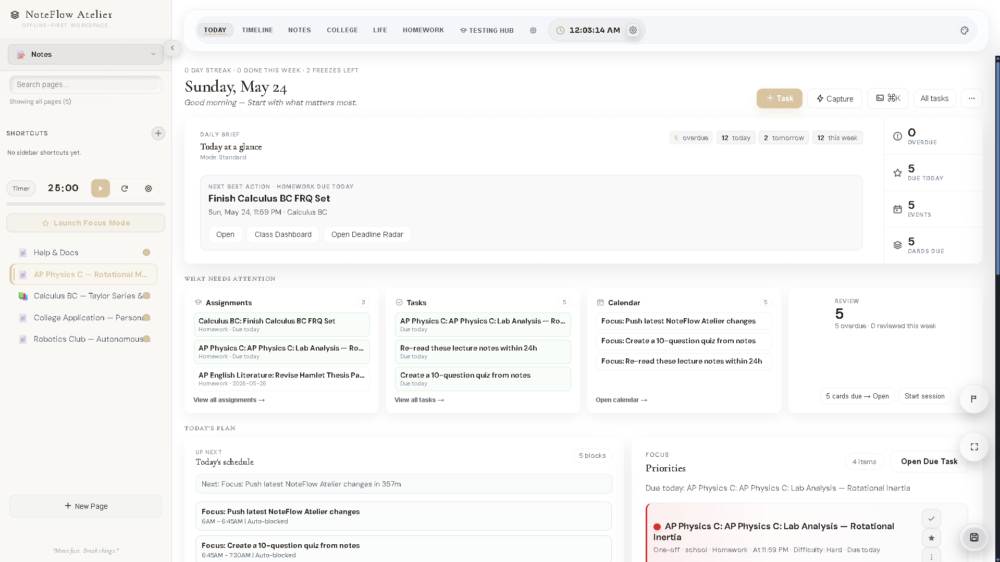 NoteFlow Atelier
OFFLINE-FIRST WORKSPACE
Notes
Search pages...
Showing all pages (5)
SHORTCUTS
No sidebar shortcuts yet.
Timer
25:00
Launch Focus Mode
Help & Docs
AP Physics C — Rotational M...
Calculus BC — Taylor Series &
College Application — Person
Robotics Club — Autonomous
New Page
"Move fast. Break things."
TODAY
TIMELINE
NOTES
COLLEGE
LIFE
HOMEWORK
TESTING HUB
12:03:14 AM
0 DAY STREAK · 0 DONE THIS WEEK · 2 FREEZES LEFT
Sunday, May 24
Good morning — Start with what matters most.
+ Task
Capture
⌘K
All tasks
...
DAILY BRIEF
Today at a glance
Mode: Standard
5 overdue
12 today
2 tomorrow
12 this week
NEXT BEST ACTION · HOMEWORK DUE TODAY
Finish Calculus BC FRQ Set
Sun, May 24, 11:59 PM · Calculus BC
Open
Class Dashboard
Open Deadline Radar
0
OVERDUE
5
DUE TODAY
5
EVENTS
5
CARDS DUE
WHAT NEEDS ATTENTION
Assignments
3
Calculus BC: Finish Calculus BC FRQ Set
Homework · Due today
AP Physics C: AP Physics C: Lab Analysis — Ro...
Homework · Due today
AP English Literature: Revise Hamlet Thesis Pa...
Homework · 2026-05-26
View all assignments →
Tasks
5
AP Physics C: AP Physics C: Lab Analysis — Ro...
Due today
Re-read these lecture notes within 24h
Due today
Create a 10-question quiz from notes
Due today
View all tasks →
Calendar
5
Focus: Push latest NoteFlow Atelier changes
Focus: Create a 10-question quiz from notes
Focus: Re-read these lecture notes within 24h
Open calendar →
REVIEW
5
5 overdue · 0 reviewed this week
5 cards due → Open
Start session
TODAY'S PLAN
UP NEXT
Today's schedule
5 blocks
Next: Focus: Push latest NoteFlow Atelier changes in 357m
Focus: Push latest NoteFlow Atelier changes
6AM – 6:45AM | Auto-blocked
Focus: Create a 10-question quiz from notes
6:45AM – 7:30AM | Auto-blocked
FOCUS
Priorities
4 items
Open Due Task
Due today: AP Physics C: AP Physics C: Lab Analysis — Rotational Inertia
AP Physics C: AP Physics C: Lab Analysis — Rotational
Inertia
One-off · school · Homework · At 11:59 PM · Difficulty: Hard · Due today